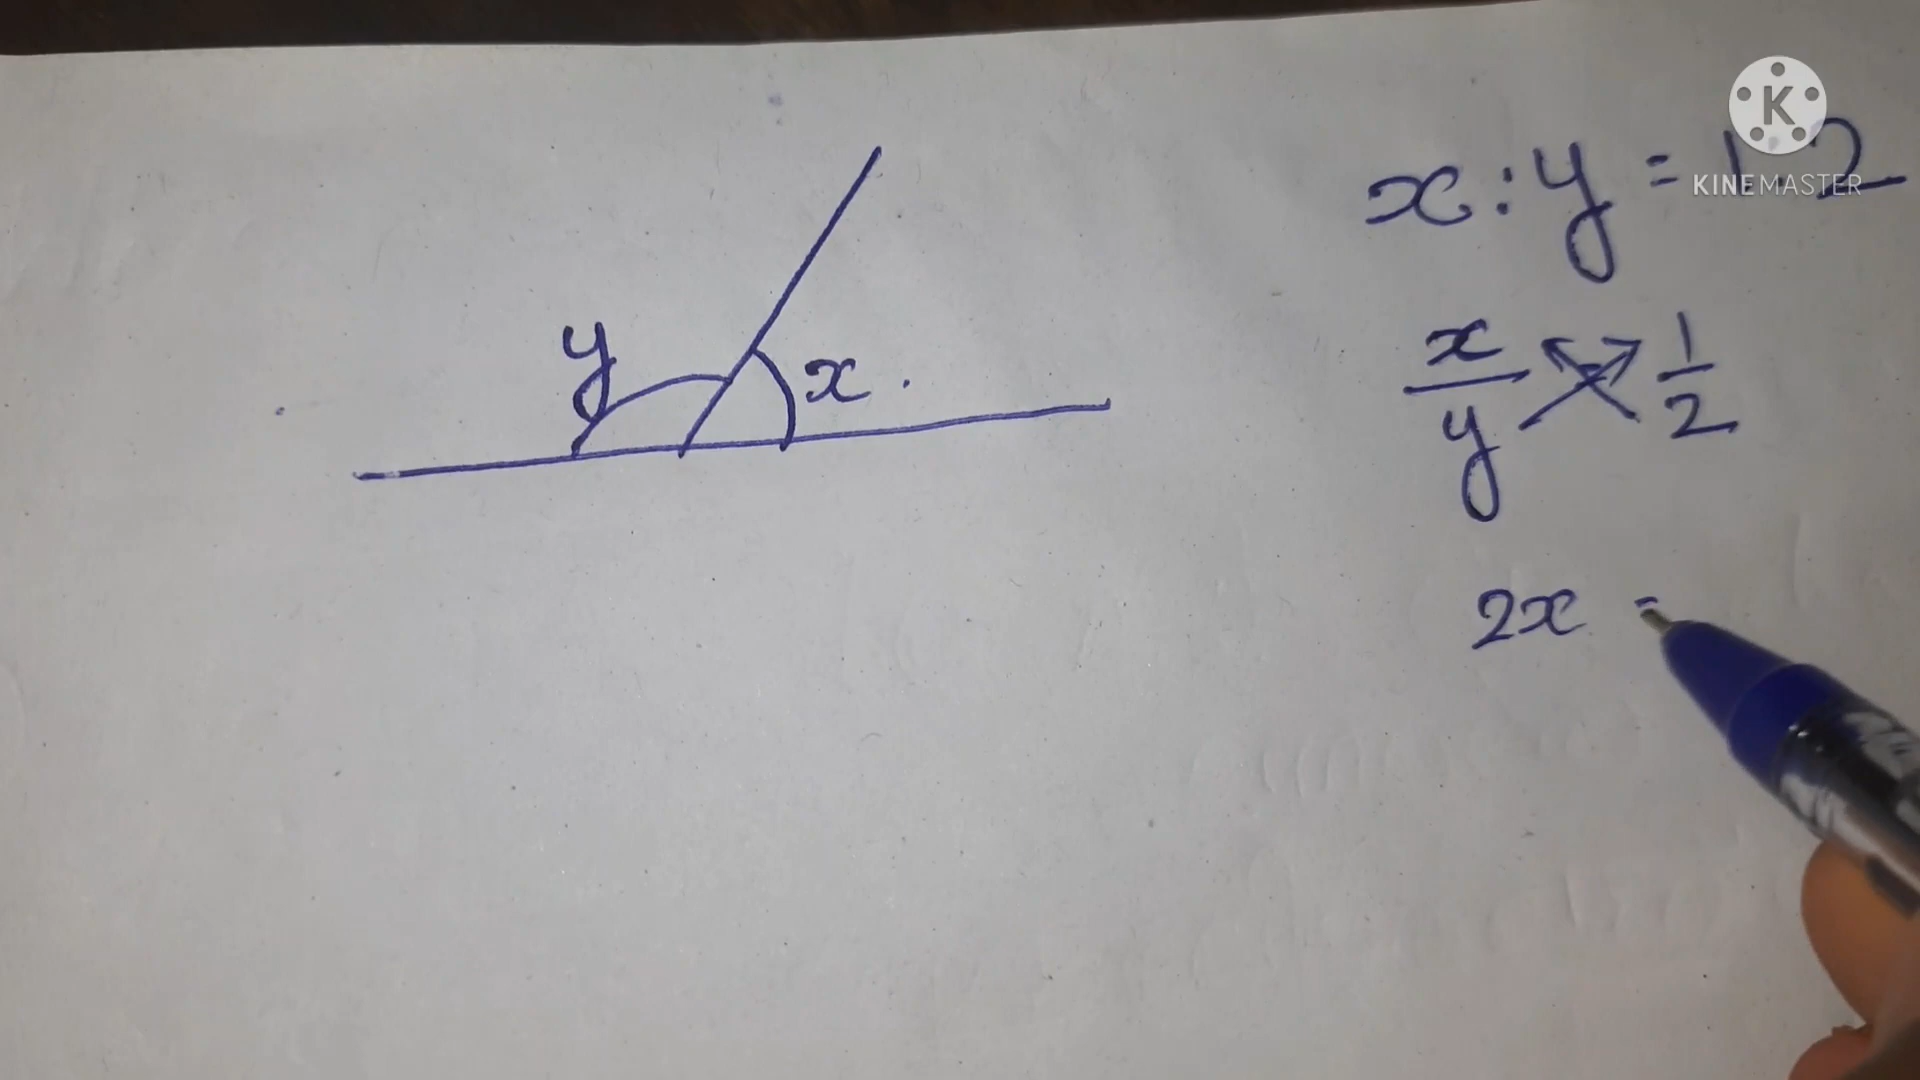 x : y = 1:2
KINEMASTER
y
x .
x/y 1/2
2x =